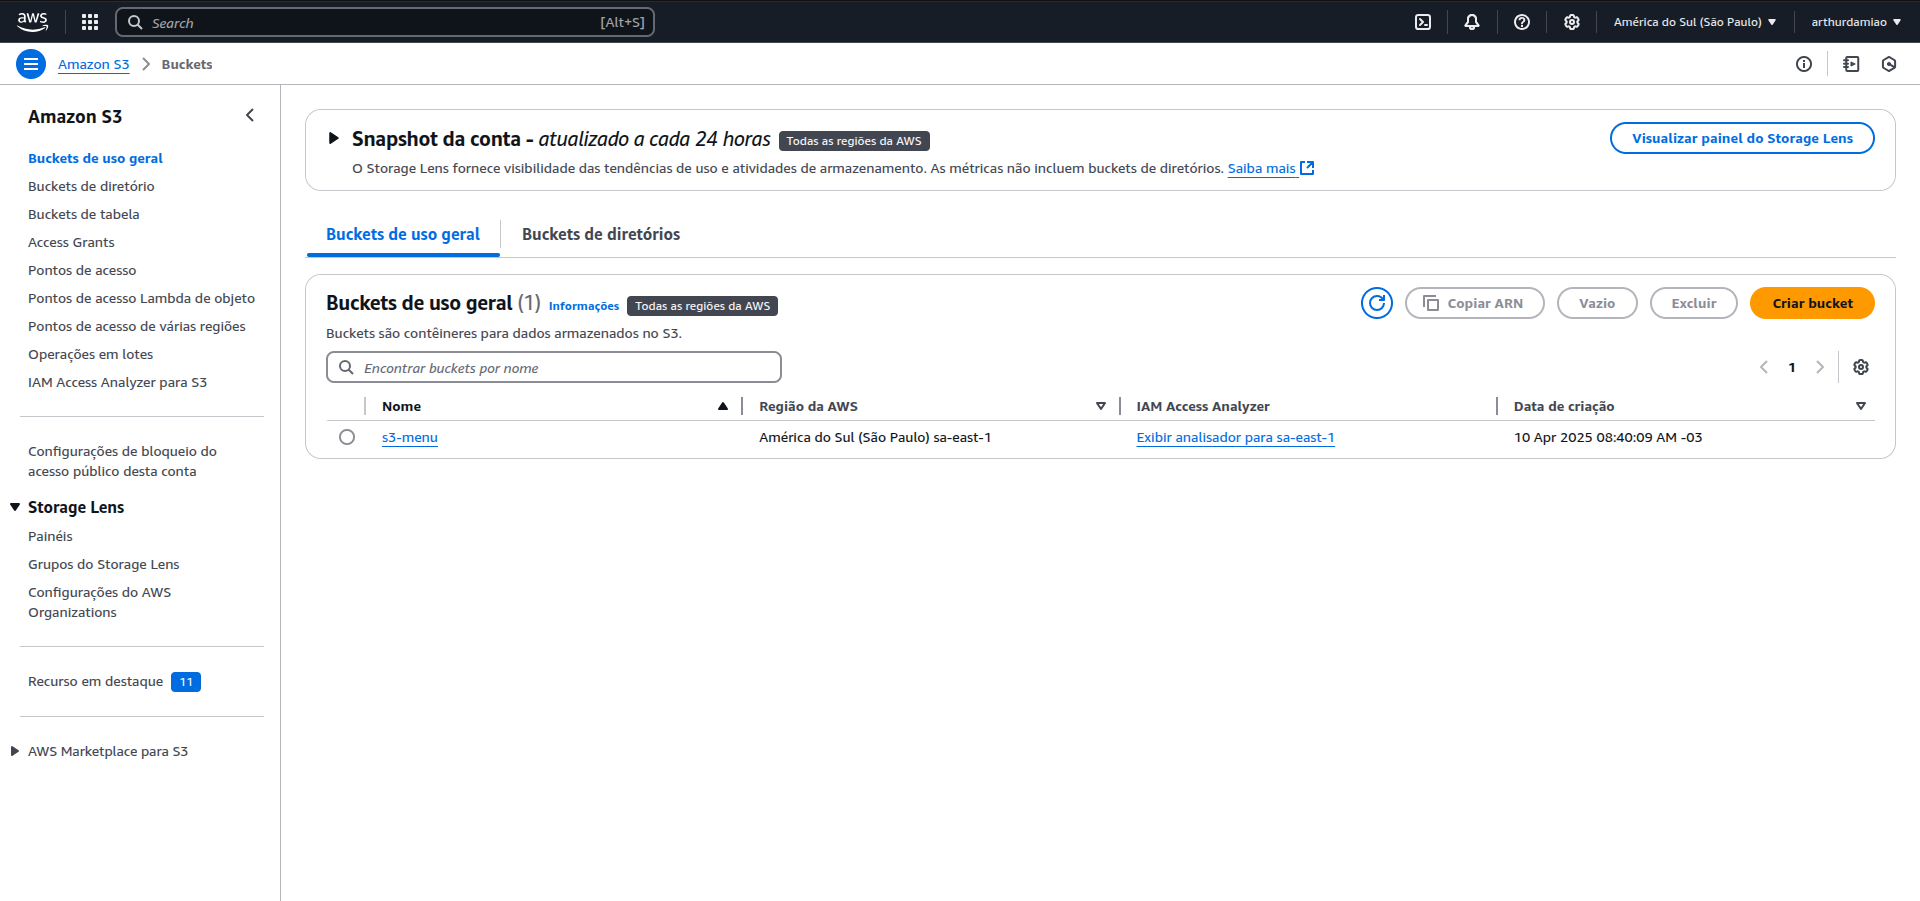 aws
Search [Alt+S]
América do Sul (São Paulo)
arthurdamiao
Amazon S3
Buckets
Amazon S3
Buckets de uso geral
Buckets de diretório
Buckets de tabela
Access Grants
Pontos de acesso
Pontos de acesso Lambda de objeto
Pontos de acesso de várias regiões
Operações em lotes
IAM Access Analyzer para S3
Configurações de bloqueio do
acesso público desta conta
Storage Lens
Painéis
Grupos do Storage Lens
Configurações do AWS
Organizations
Recurso em destaque 11
AWS Marketplace para S3
Snapshot da conta - atualizado a cada 24 horas Todas as regiões da AWS
Visualizar painel do Storage Lens
O Storage Lens fornece visibilidade das tendências de uso e atividades de armazenamento. As métricas não incluem buckets de diretórios. Saiba mais
Buckets de uso geral
Buckets de diretórios
Buckets de uso geral (1) Informações Todas as regiões da AWS
Copiar ARN
Vazio
Excluir
Criar bucket
Buckets são contêineres para dados armazenados no S3.
Encontrar buckets por nome
1
Nome Região da AWS IAM Access Analyzer Data de criação
s3-menu América do Sul (São Paulo) sa-east-1 Exibir analisador para sa-east-1 10 Apr 2025 08:40:09 AM -03